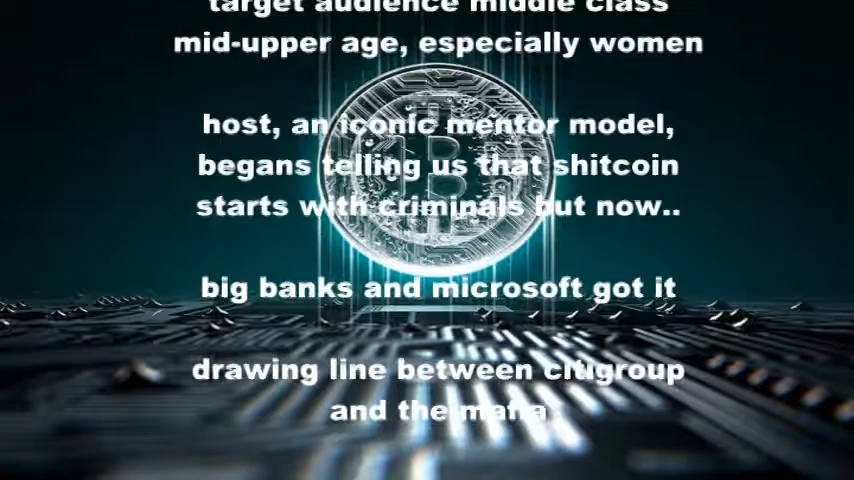 target audience middle class
mid-upper age, especially women
host, an iconic mentor model,
begans telling us that shitcoin
starts with criminals but now..
big banks and microsoft got it
drawing line between citigroup
and the mafia